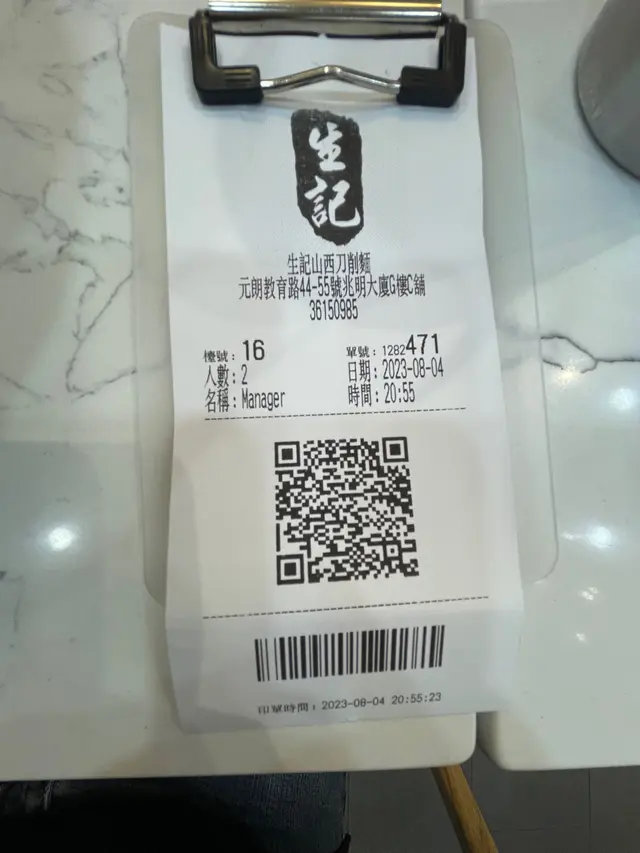 生記
生記山西刀削麵
元朗教育路44-55號兆明大廈G樓C舖
36150985
檯號：16 單號：1282471
人數：2 日期：2023-08-04
名稱：Manager 時間：20:55
印單時間：2023-08-04 20:55:23